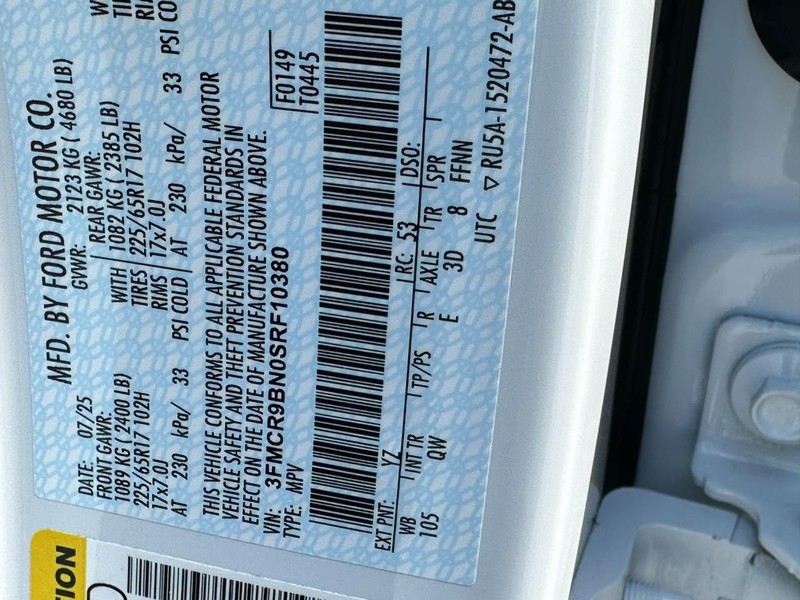 MFD. BY FORD MOTOR CO.
DATE: 07/25 GVWR: 2123 KG ( 4680 LB)
FRONT GAWR: REAR GAWR:
1089 KG ( 2400 LB) WITH 1082 KG ( 2385 LB)
225/65R17 102H TIRES 225/65R17 102H
17x7.0J RIMS 17x7.0J
AT 230 kPa/ 33 PSI COLD AT 230 kPa/ 33 PSI CO
THIS VEHICLE CONFORMS TO ALL APPLICABLE FEDERAL MOTOR
VEHICLE SAFETY AND THEFT PREVENTION STANDARDS IN
EFFECT ON THE DATE OF MANUFACTURE SHOWN ABOVE.
VIN: 3FMCR9BN0SRF10380
TYPE: MPV
F0149
T0445
EXT PNT: YZ RC: 53 DSO:
WB INT TR TP/PS R AXLE TR SPR
105 QW E 3D 8 FFNN
UTC ▽ RU5A-1520472-AB
TION